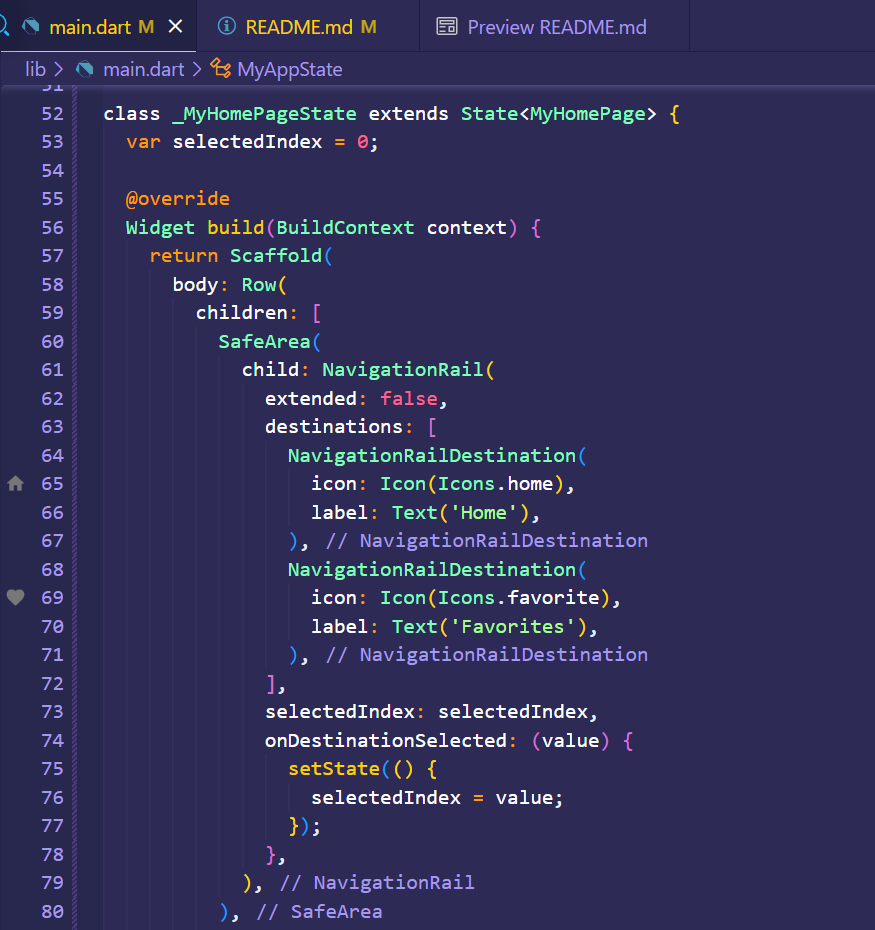 main.dart M README.md M Preview README.md
lib > main.dart > MyAppState
51
52 class _MyHomePageState extends State<MyHomePage> {
53   var selectedIndex = 0;
54
55   @override
56   Widget build(BuildContext context) {
57     return Scaffold(
58       body: Row(
59         children: [
60           SafeArea(
61             child: NavigationRail(
62               extended: false,
63               destinations: [
64                 NavigationRailDestination(
65                   icon: Icon(Icons.home),
66                   label: Text('Home'),
67                 ), // NavigationRailDestination
68                 NavigationRailDestination(
69                   icon: Icon(Icons.favorite),
70                   label: Text('Favorites'),
71                 ), // NavigationRailDestination
72               ],
73               selectedIndex: selectedIndex,
74               onDestinationSelected: (value) {
75                 setState(() {
76                   selectedIndex = value;
77                 });
78               },
79             ), // NavigationRail
80           ), // SafeArea